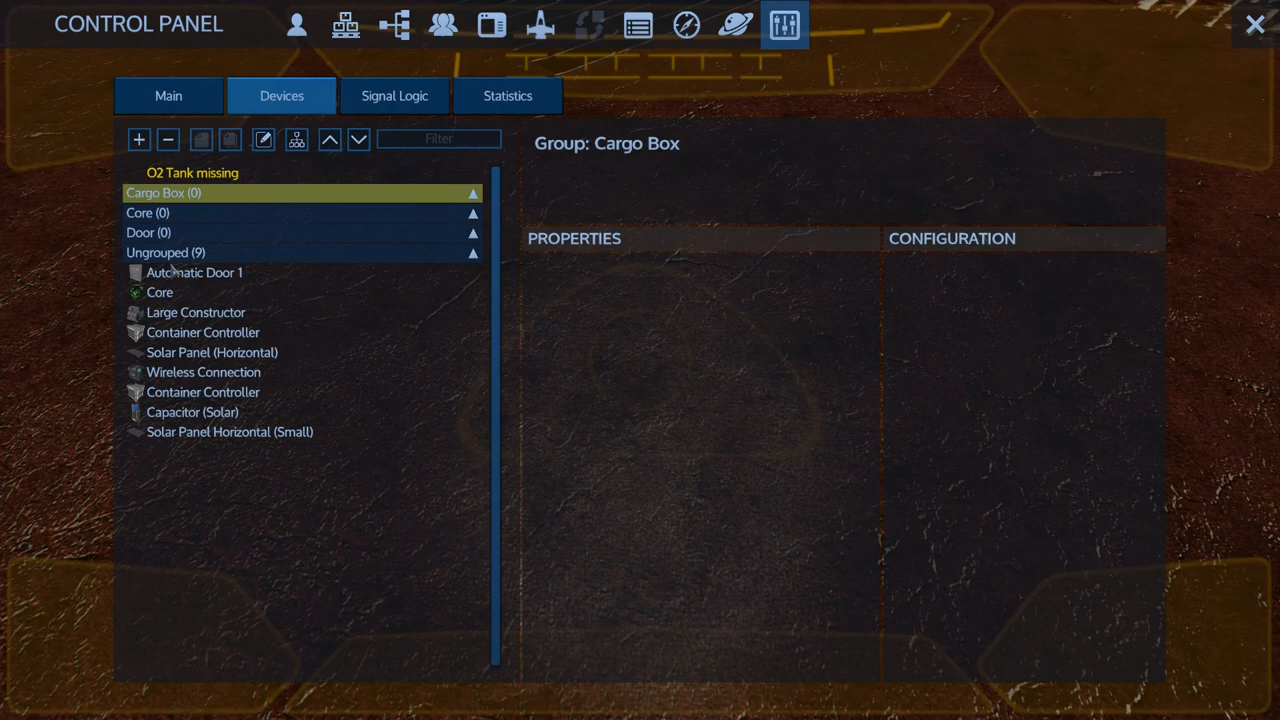 CONTROL PANEL
Main
Devices
Signal Logic
Statistics
Filter
O2 Tank missing
Cargo Box (0)
Core (0)
Door (0)
Ungrouped (9)
Automatic Door 1
Core
Large Constructor
Container Controller
Solar Panel (Horizontal)
Wireless Connection
Container Controller
Capacitor (Solar)
Solar Panel Horizontal (Small)
Group: Cargo Box
PROPERTIES
CONFIGURATION